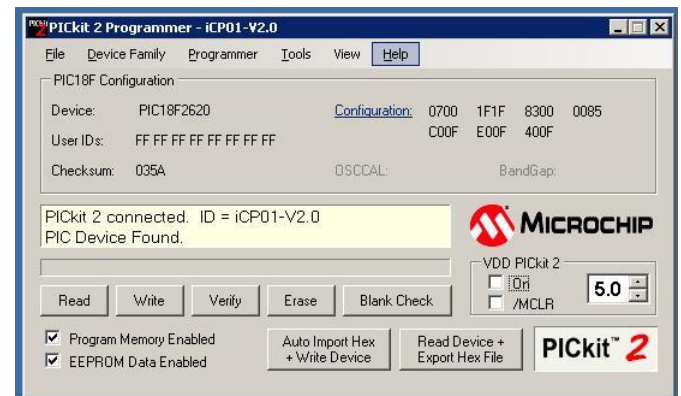 PICkit 2 Programmer - iCP01-V2.0
File Device Family Programmer Tools View Help
PIC18F Configuration
Device: PIC18F2620 Configuration: 0700 1F1F 8300 0085
C00F E00F 400F
User IDs: FF FF FF FF FF FF FF FF
Checksum: 035A OSCCAL: BandGap:
PICkit 2 connected. ID = iCP01-V2.0
PIC Device Found.
MICROCHIP
VDD PICkit 2
On
/MCLR
5.0
Read Write Verify Erase Blank Check
Program Memory Enabled
EEPROM Data Enabled
Auto Import Hex
+ Write Device
Read Device +
Export Hex File
PICkit™ 2